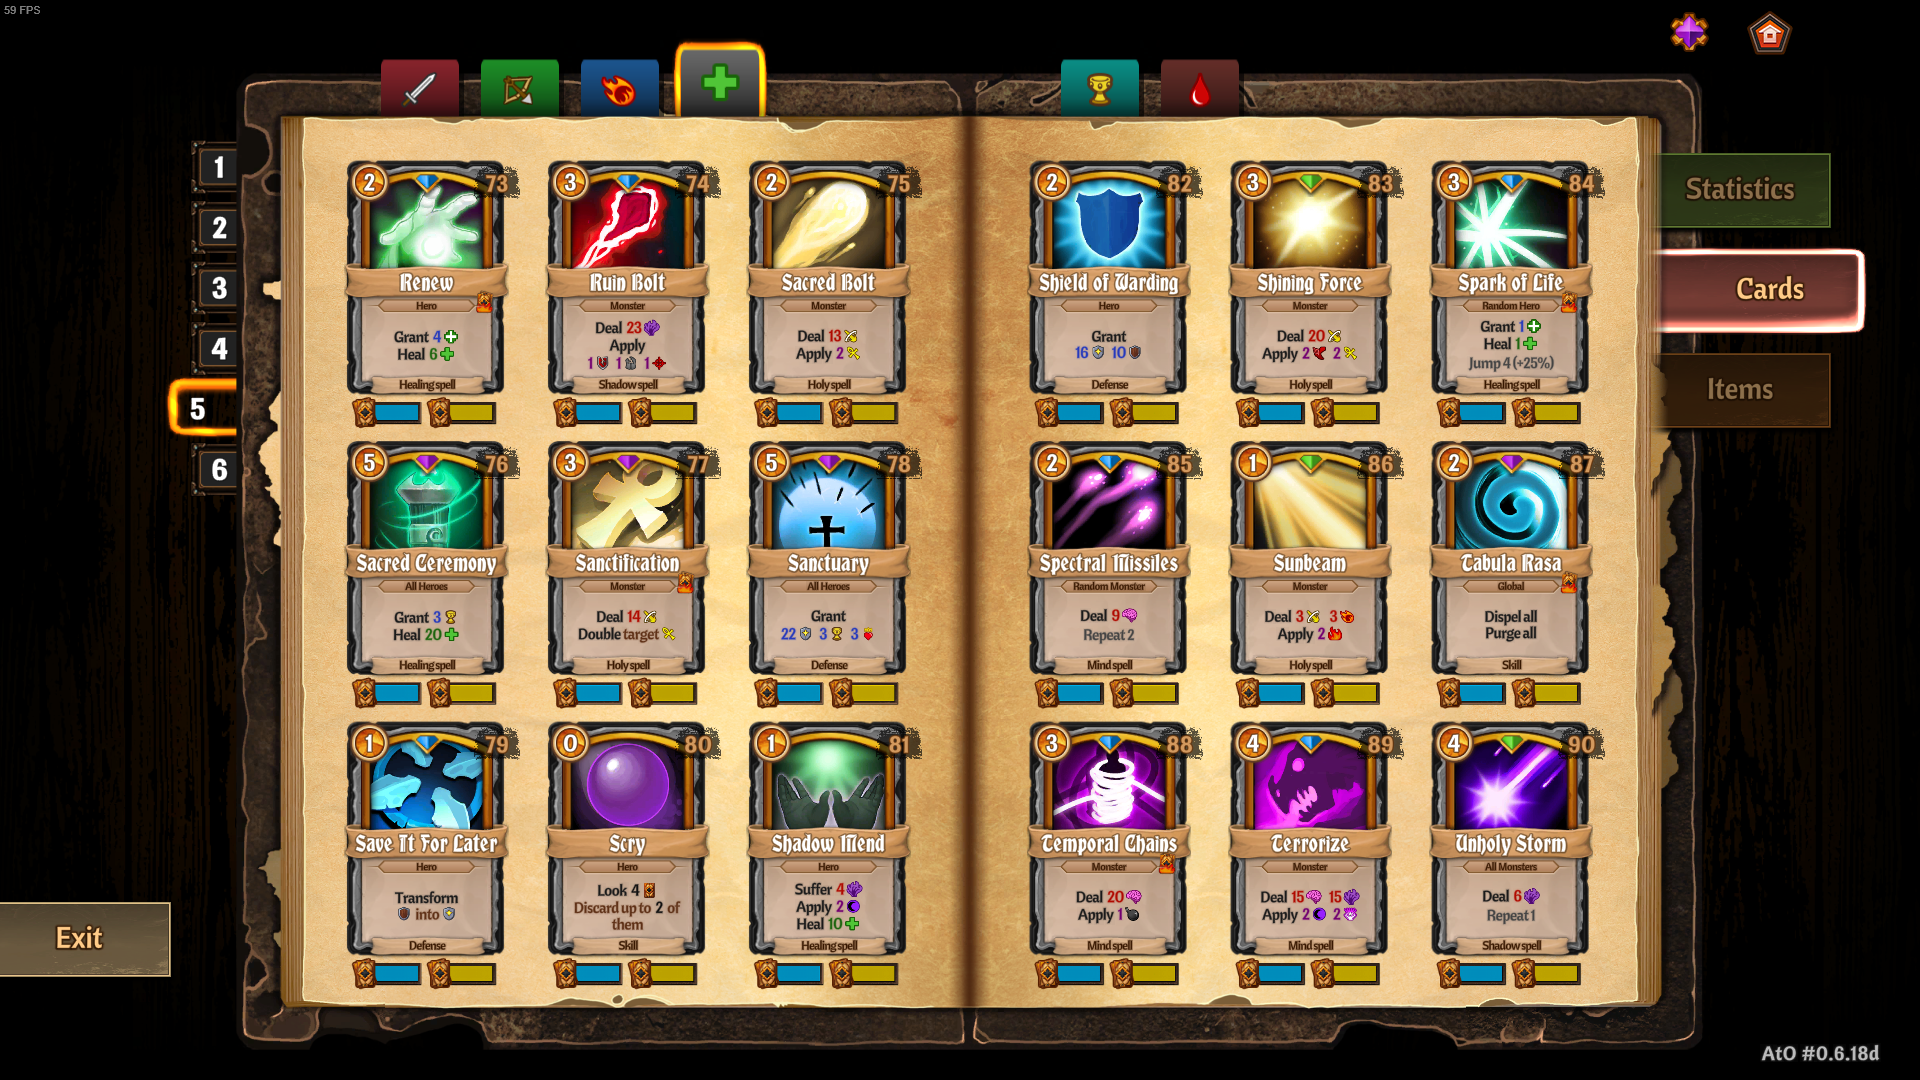 59 FPS
1
2
3
4
5
6
Statistics
Cards
Items
Exit
2
73
Renew
Hero
Grant 4
Heal 6
Healing spell
3
74
Ruin Bolt
Monster
Deal 23
Apply
1 1 1
Shadow spell
2
75
Sacred Bolt
Monster
Deal 13
Apply 2
Holy spell
5
76
Sacred Ceremony
All Heroes
Grant 3
Heal 20
Healing spell
3
77
Sanctification
Monster
Deal 14
Double target
Holy spell
5
78
Sanctuary
All Heroes
Grant
22 3 3
Defense
1
79
Save It For Later
Hero
Transform
into
Defense
0
80
Scry
Hero
Look 4
Discard up to 2 of
them
Skill
1
81
Shadow Mend
Hero
Suffer 4
Apply 2
Heal 10
Healing spell
2
82
Shield of Warding
Hero
Grant
16 10
Defense
3
83
Shining Force
Monster
Deal 20
Apply 2 2
Holy spell
3
84
Spark of Life
Random Hero
Grant 1
Heal 1
Jump 4 (+25%)
Healing spell
2
85
Spectral Missiles
Random Monster
Deal 9
Repeat 2
Mind spell
1
86
Sunbeam
Monster
Deal 3 3
Apply 2
Holy spell
2
87
Tabula Rasa
Global
Dispel all
Purge all
Skill
3
88
Temporal Chains
Monster
Deal 20
Apply 1
Mind spell
4
89
Terrorize
Monster
Deal 15 15
Apply 2 2
Mind spell
4
90
Unholy Storm
All Monsters
Deal 6
Repeat 1
Shadow spell
AtO #0.6.18d